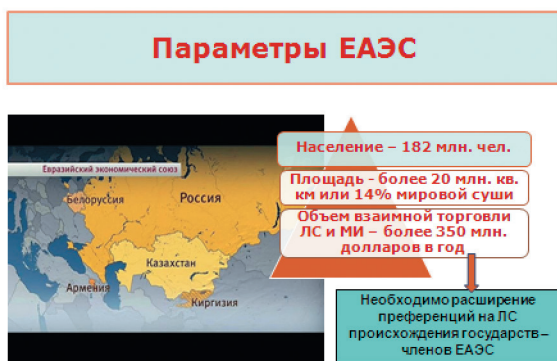 Параметры ЕАЭС
Евразийский экономический союз
Белоруссия
Россия
Казахстан
Армения
Киргизия
Население – 182 млн. чел.
Площадь - более 20 млн. кв.
км или 14% мировой суши
Объем взаимной торговли
ЛС и МИ – более 350 млн.
долларов в год
Необходимо расширение
преференций на ЛС
происхождения государств –
членов ЕАЭС